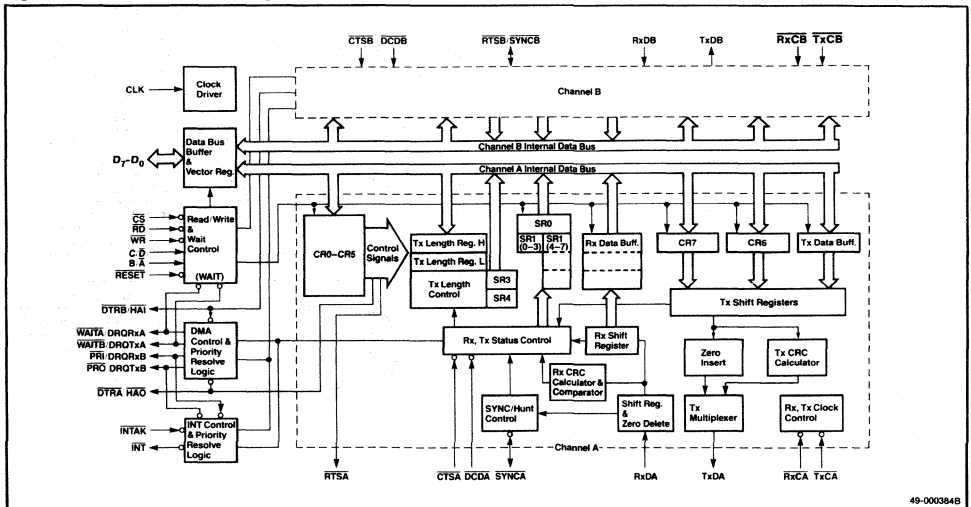 CTSB DCDB RTSB/SYNCB RxDB TxDB RxCB TxCB
CLK
Clock
Driver
Channel B
D7-D0
Data Bus
Buffer
&
Vector Reg.
Channel B Internal Data Bus
Channel A Internal Data Bus
CS
RD
WR
C/D
B/A
RESET
Read/Write
&
Wait
Control
(WAIT)
CR0–CR5
Control
Signals
Tx Length Reg. H
Tx Length Reg. L
Tx Length
Control
SR3
SR4
SR0
SR1
(0–3)
SR1
(4–7)
Rx Data Buff.
CR7
CR6
Tx Data Buff.
Tx Shift Registers
DTRB/HAI
WAITA/DRQRxA
WAITB/DRQTxA
PRI/DRQRxB
PRO DRQTxB
DTRA HAO
DMA
Control &
Priority
Resolve
Logic
Rx, Tx Status Control
Rx Shift
Register
Zero
Insert
Tx CRC
Calculator
Rx CRC
Calculator &
Comparator
SYNC/Hunt
Control
Shift Reg.
&
Zero Delete
Tx
Multiplexer
Rx, Tx Clock
Control
INTAK
INT
INT Control
& Priority
Resolve
Logic
Channel A
RTSA CTSA DCDA SYNCA RxDA TxDA RxCA TxCA
49-000384B